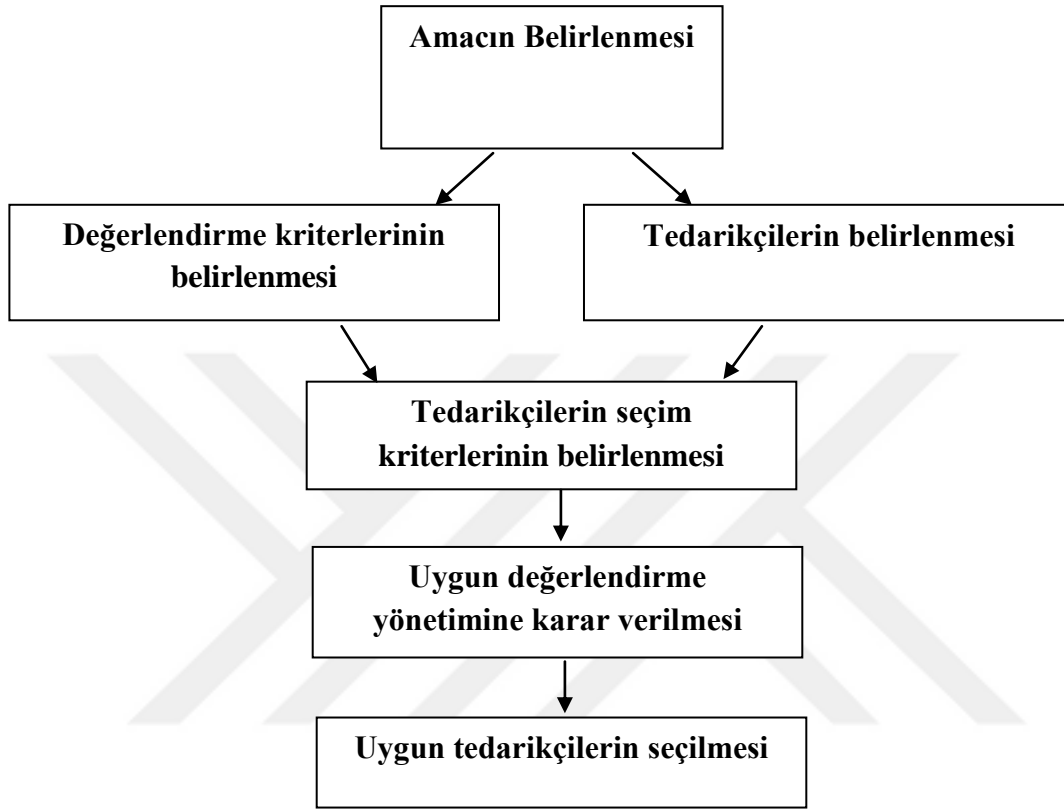 Amacın Belirlenmesi
Değerlendirme kriterlerinin
belirlenmesi
Tedarikçilerin belirlenmesi
Tedarikçilerin seçim
kriterlerinin belirlenmesi
Uygun değerlendirme
yönetimine karar verilmesi
Uygun tedarikçilerin seçilmesi